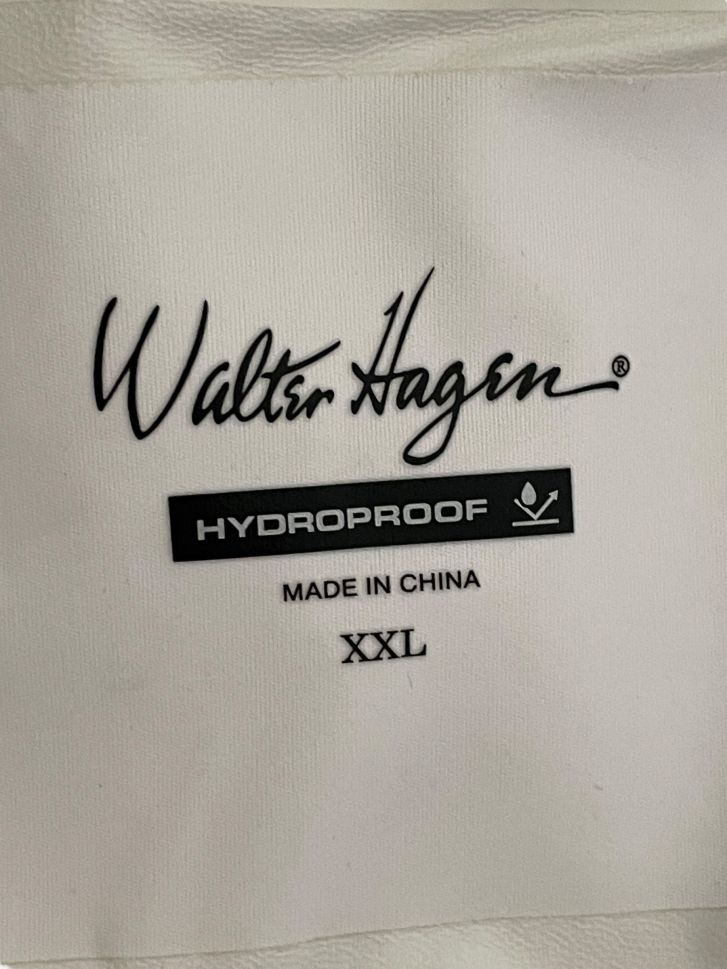 Walter Hagen®
HYDROPROOF
MADE IN CHINA
XXL